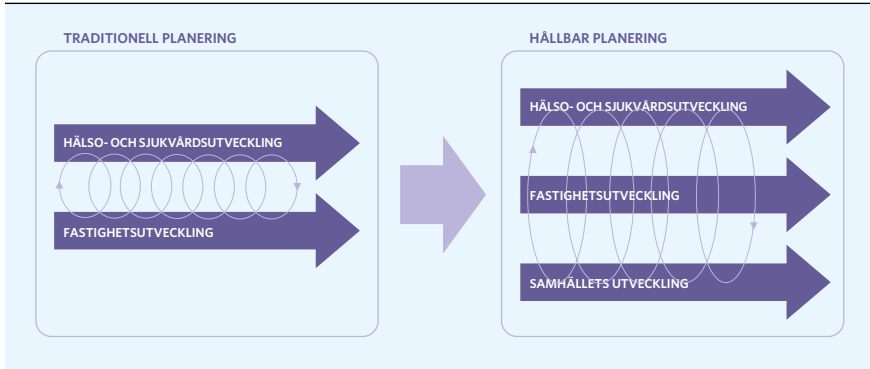 TRADITIONELL PLANERING
HÄLSO- OCH SJUKVÅRDSUTVECKLING
FASTIGHETSUTVECKLING
HÅLLBAR PLANERING
HÄLSO- OCH SJUKVÅRDSUTVECKLING
FASTIGHETSUTVECKLING
SAMHÄLLETS UTVECKLING